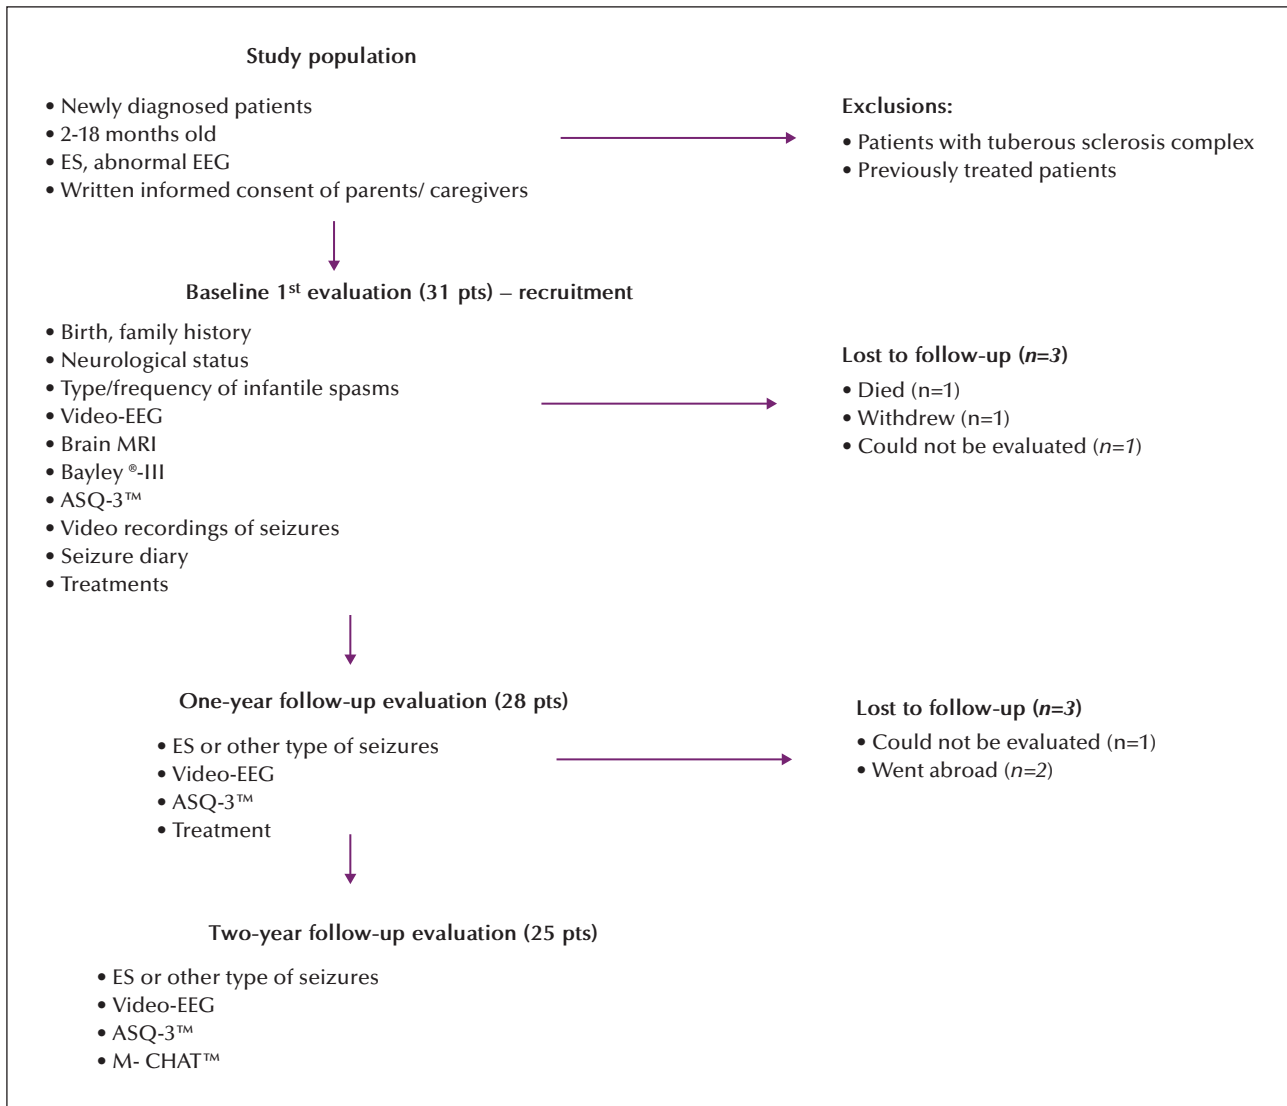 Study population
• Newly diagnosed patients
• 2-18 months old
• ES, abnormal EEG
• Written informed consent of parents/ caregivers
Exclusions:
• Patients with tuberous sclerosis complex
• Previously treated patients
Baseline 1st evaluation (31 pts) – recruitment
• Birth, family history
• Neurological status
• Type/frequency of infantile spasms
• Video-EEG
• Brain MRI
• Bayley ®-III
• ASQ-3™
• Video recordings of seizures
• Seizure diary
• Treatments
Lost to follow-up (n=3)
• Died (n=1)
• Withdrew (n=1)
• Could not be evaluated (n=1)
One-year follow-up evaluation (28 pts)
• ES or other type of seizures
• Video-EEG
• ASQ-3™
• Treatment
Lost to follow-up (n=3)
• Could not be evaluated (n=1)
• Went abroad (n=2)
Two-year follow-up evaluation (25 pts)
• ES or other type of seizures
• Video-EEG
• ASQ-3™
• M- CHAT™